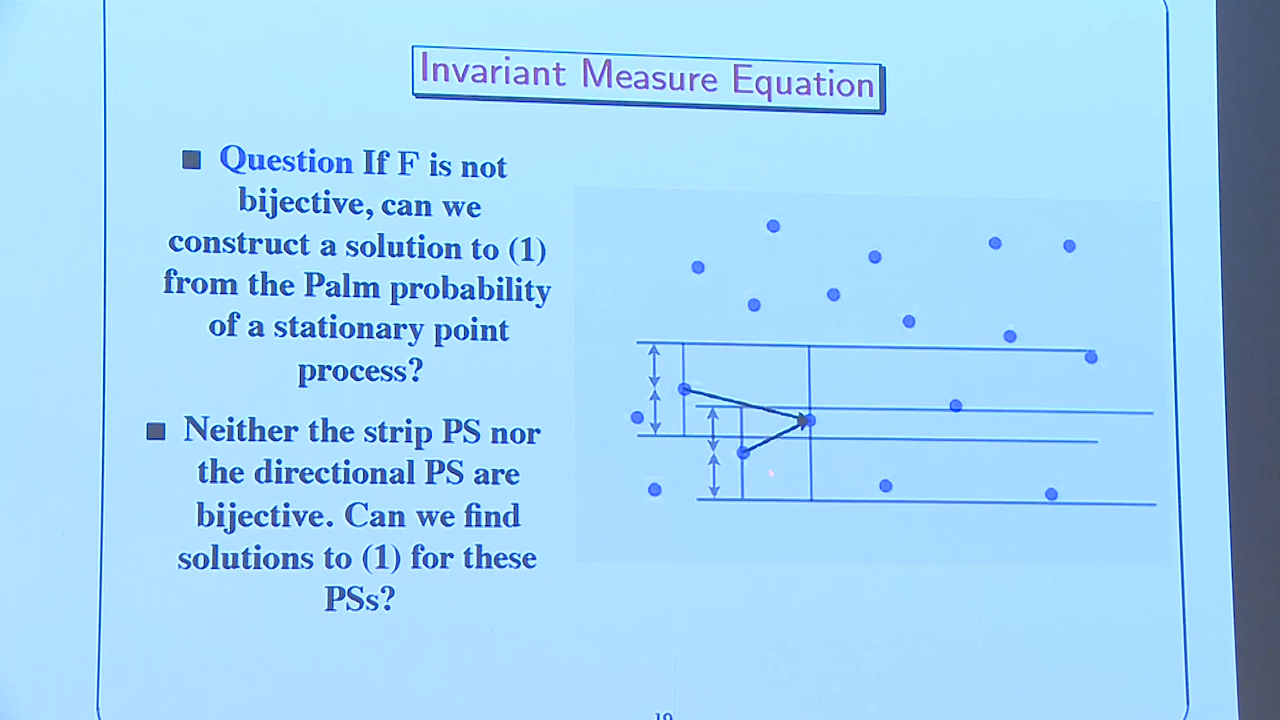 Invariant Measure Equation
Question If F is not
bijective, can we
construct a solution to (1)
from the Palm probability
of a stationary point
process?
Neither the strip PS nor
the directional PS are
bijective. Can we find
solutions to (1) for these
PSs?